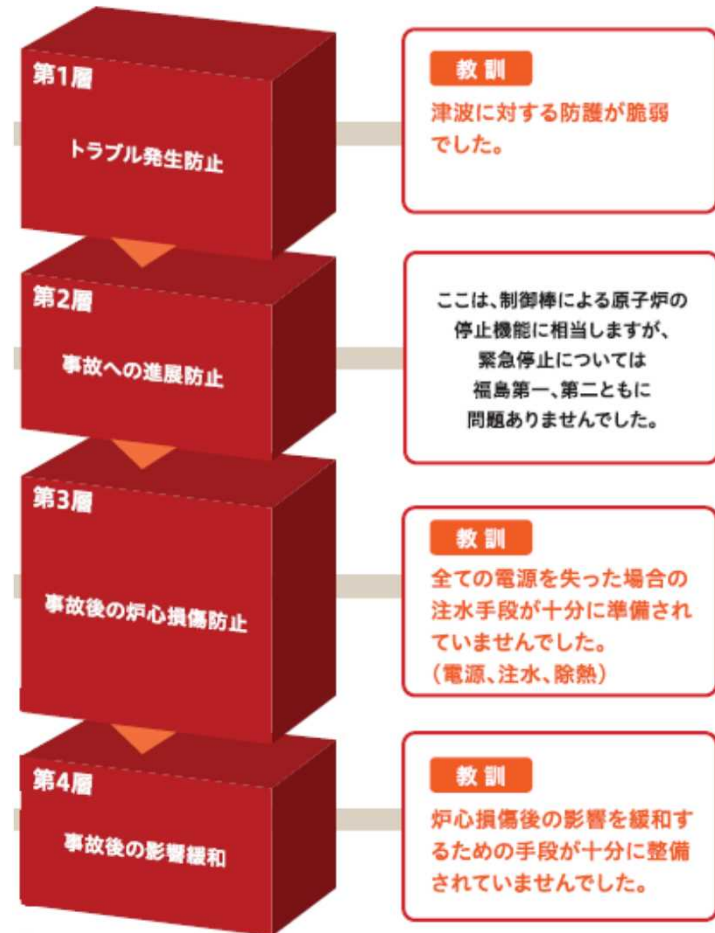 第1層
トラブル発生防止
教訓
津波に対する防護が脆弱
でした。
第2層
事故への進展防止
ここは、制御棒による原子炉の
停止機能に相当しますが、
緊急停止については
福島第一、第二ともに
問題ありませんでした。
第3層
事故後の炉心損傷防止
教訓
全ての電源を失った場合の
注水手段が十分に準備され
ていませんでした。
(電源、注水、除熱)
第4層
事故後の影響緩和
教訓
炉心損傷後の影響を緩和す
るための手段が十分に整備
されていませんでした。